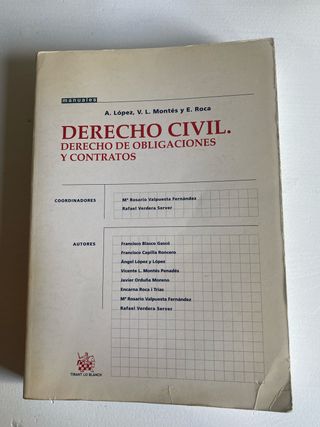 manuales
A. López, V. L. Montés y E. Roca
DERECHO CIVIL.
DERECHO DE OBLIGACIONES
Y CONTRATOS
COORDINADORES
Mª Rosario Valpuesta Fernández
Rafael Verdera Server
AUTORES
Francisco Blasco Gascó
Francisco Capilla Roncero
Ángel López y López
Vicente L. Montés Penadés
Javier Orduña Moreno
Encarna Roca i Trias
Mª Rosario Valpuesta Fernández
Rafael Verdera Server
TIRANT LO BLANCH